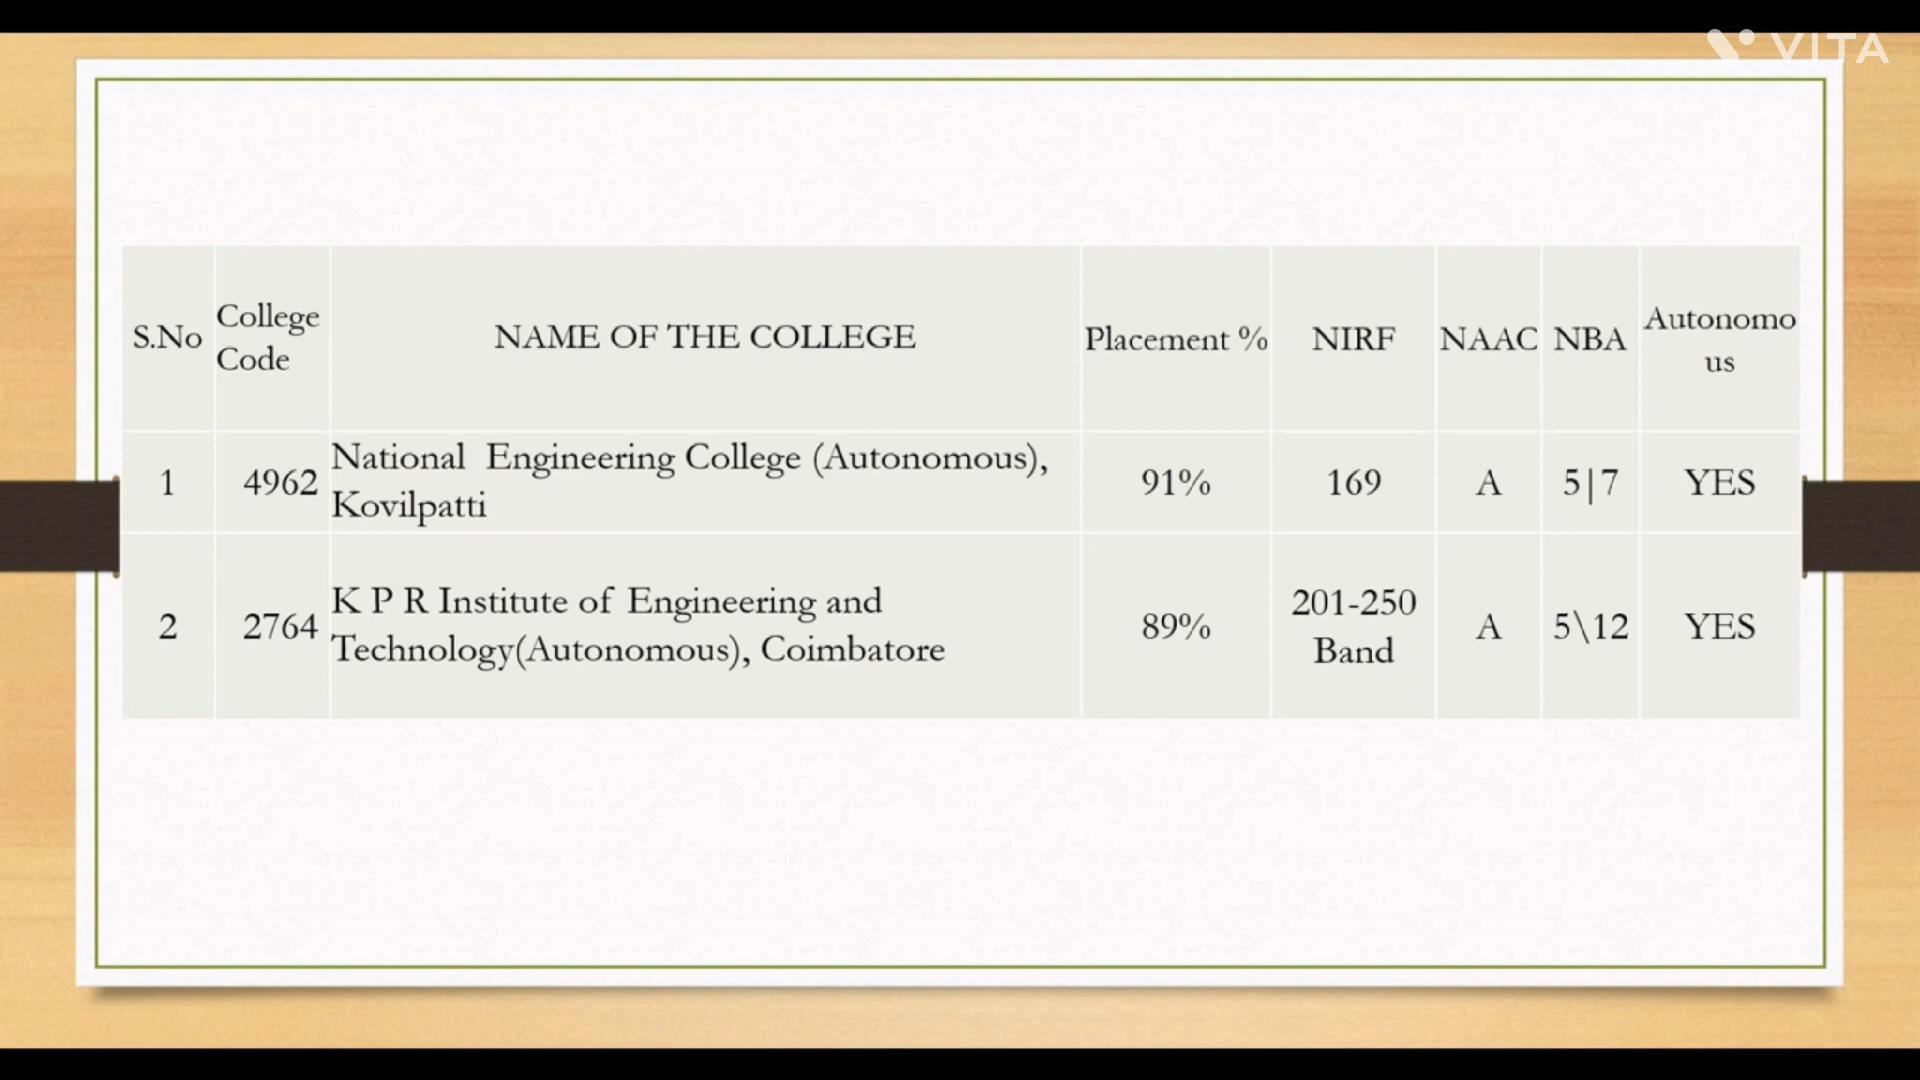 VITA
S.No College Code NAME OF THE COLLEGE Placement % NIRF NAAC NBA Autonomo us
1 4962 National Engineering College (Autonomous), Kovilpatti 91% 169 A 5|7 YES
2 2764 K P R Institute of Engineering and Technology(Autonomous), Coimbatore 89% 201-250 Band A 5\12 YES